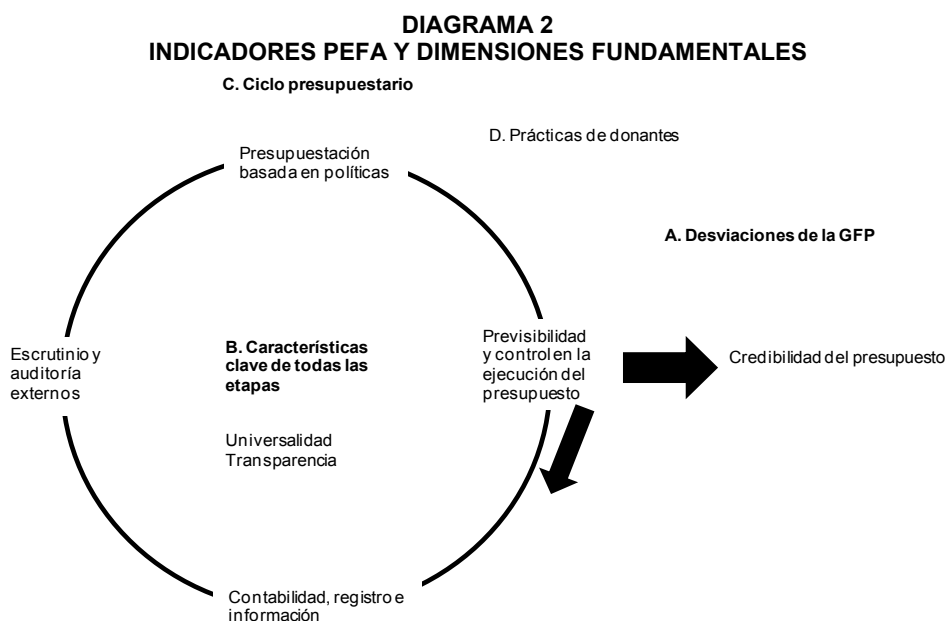 DIAGRAMA 2
INDICADORES PEFA Y DIMENSIONES FUNDAMENTALES
C. Ciclo presupuestario
D. Prácticas de donantes
Presupuestación
basada en políticas
A. Desviaciones de la GFP
Escrutinio y
auditoría
externos
B. Características
clave de todas las
etapas
Universalidad
Transparencia
Previsibilidad
y control en la
ejecución del
presupuesto
Credibilidad del presupuesto
Contabilidad, registro e
información